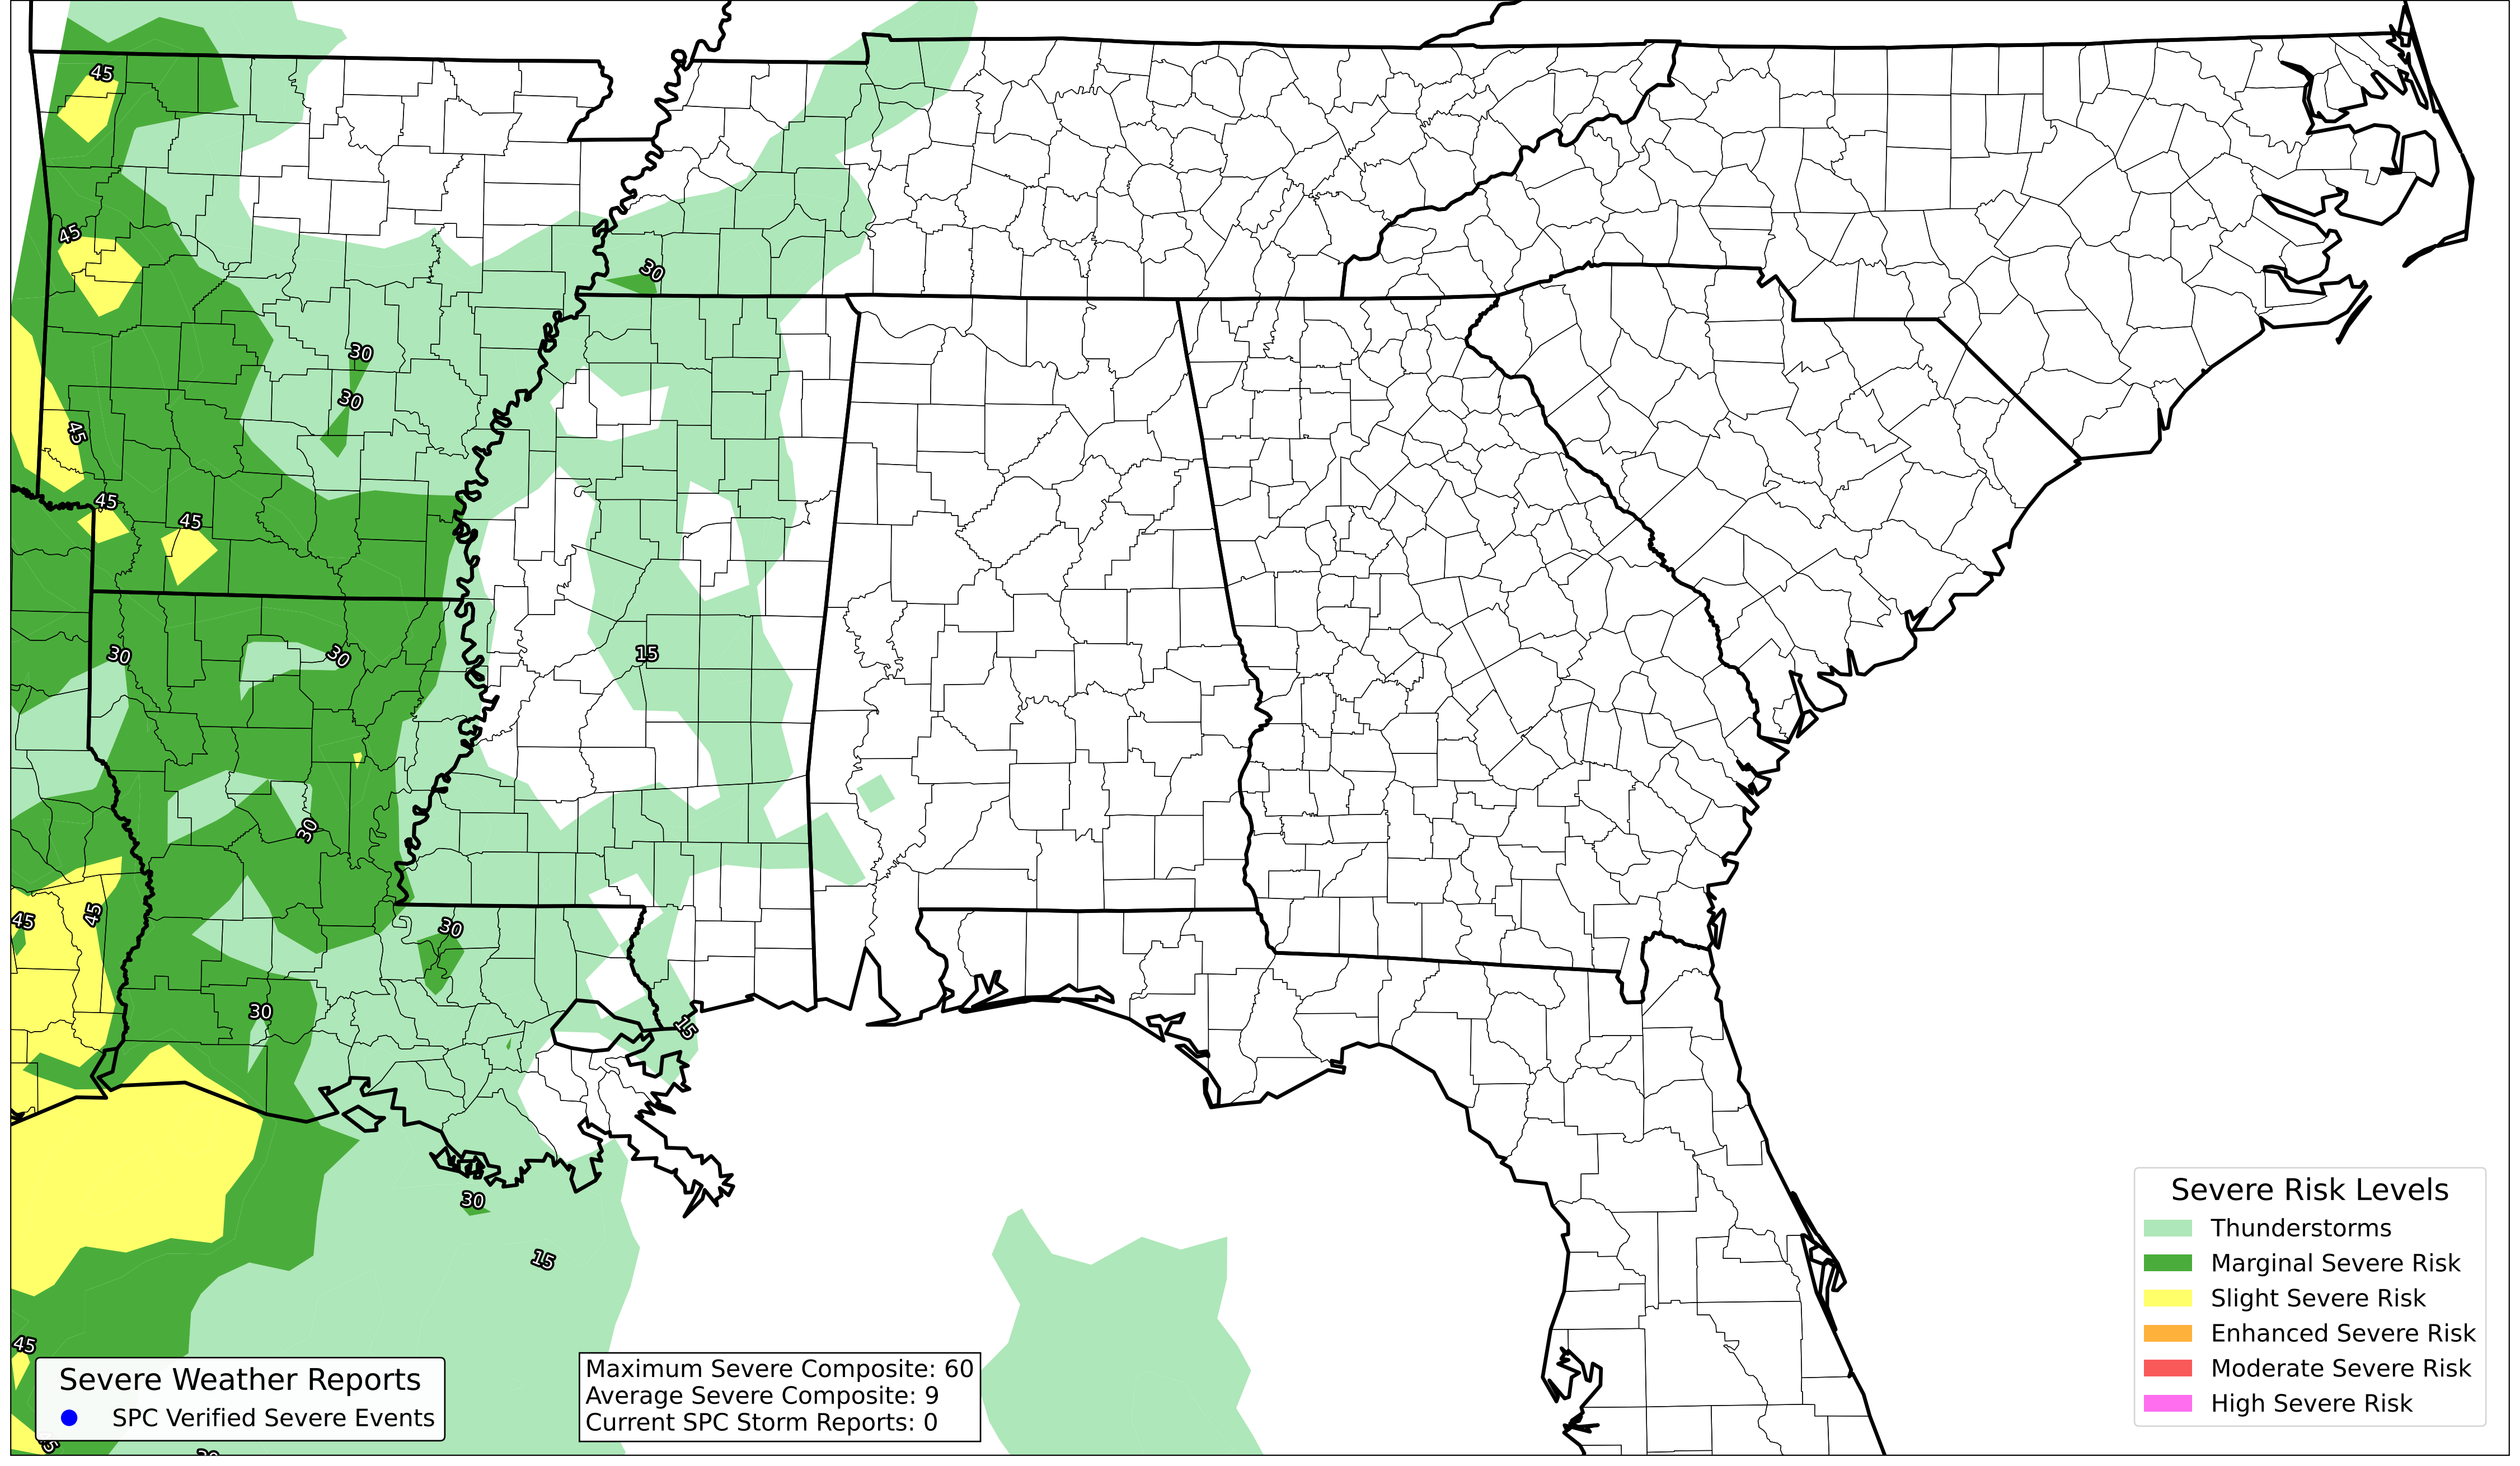 45
45
30
30
30
45
45
45
30
30
15
30
45
45
30
30
15
30
15
45
Severe Weather Reports
SPC Verified Severe Events
Maximum Severe Composite: 60
Average Severe Composite: 9
Current SPC Storm Reports: 0
Severe Risk Levels
Thunderstorms
Marginal Severe Risk
Slight Severe Risk
Enhanced Severe Risk
Moderate Severe Risk
High Severe Risk